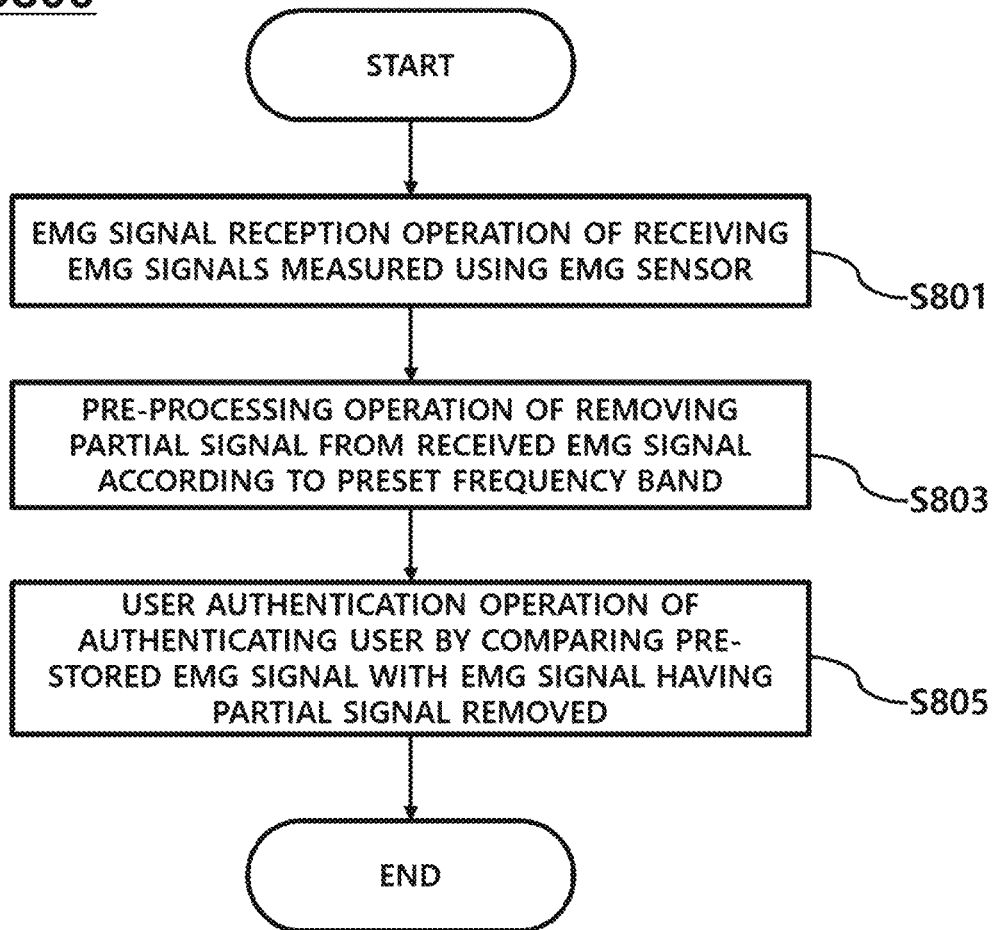 START
EMG SIGNAL RECEPTION OPERATION OF RECEIVING
EMG SIGNALS MEASURED USING EMG SENSOR
S801
PRE-PROCESSING OPERATION OF REMOVING
PARTIAL SIGNAL FROM RECEIVED EMG SIGNAL
ACCORDING TO PRESET FREQUENCY BAND
S803
USER AUTHENTICATION OPERATION OF
AUTHENTICATING USER BY COMPARING PRE-
STORED EMG SIGNAL WITH EMG SIGNAL HAVING
PARTIAL SIGNAL REMOVED
S805
END